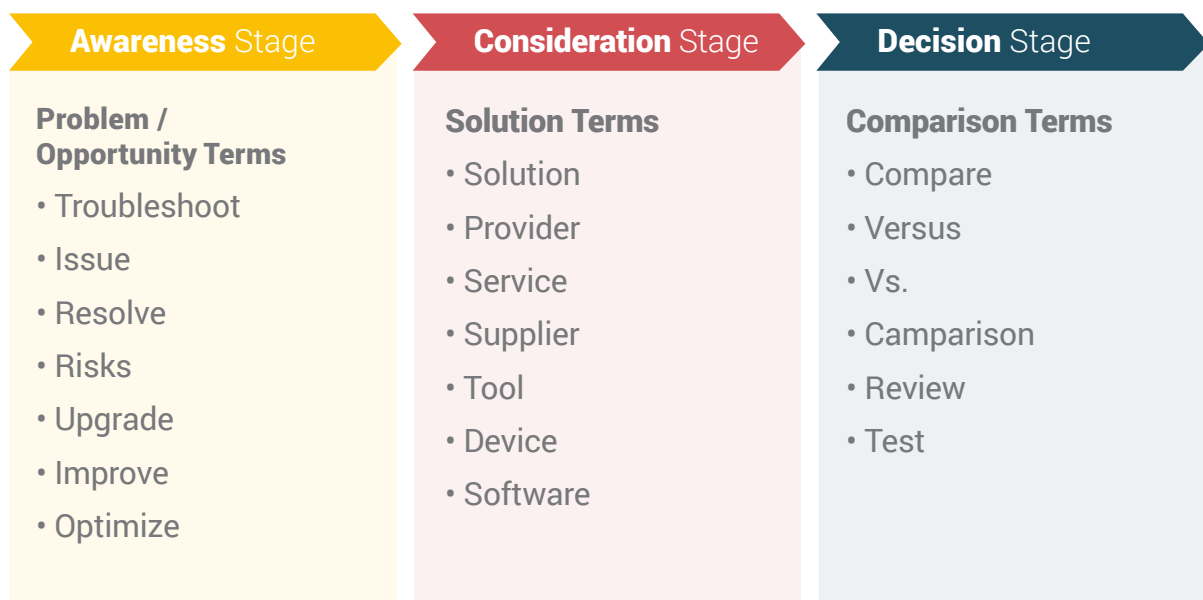 Awareness Stage
Problem /
Opportunity Terms
• Troubleshoot
• Issue
• Resolve
• Risks
• Upgrade
• Improve
• Optimize
Consideration Stage
Solution Terms
• Solution
• Provider
• Service
• Supplier
• Tool
• Device
• Software
Decision Stage
Comparison Terms
• Compare
• Versus
• Vs.
• Camparison
• Review
• Test